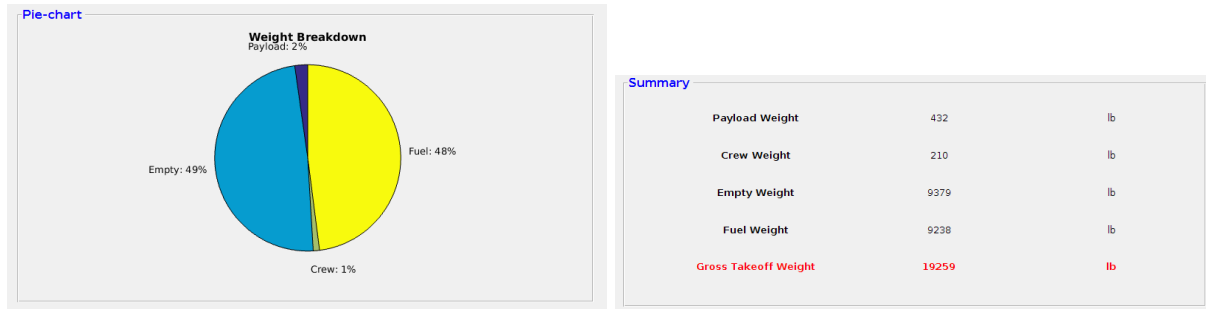 Pie-chart
Weight Breakdown
Payload: 2%
Fuel: 48%
Empty: 49%
Crew: 1%
Summary
Payload Weight 432 lb
Crew Weight 210 lb
Empty Weight 9379 lb
Fuel Weight 9238 lb
Gross Takeoff Weight 19259 lb